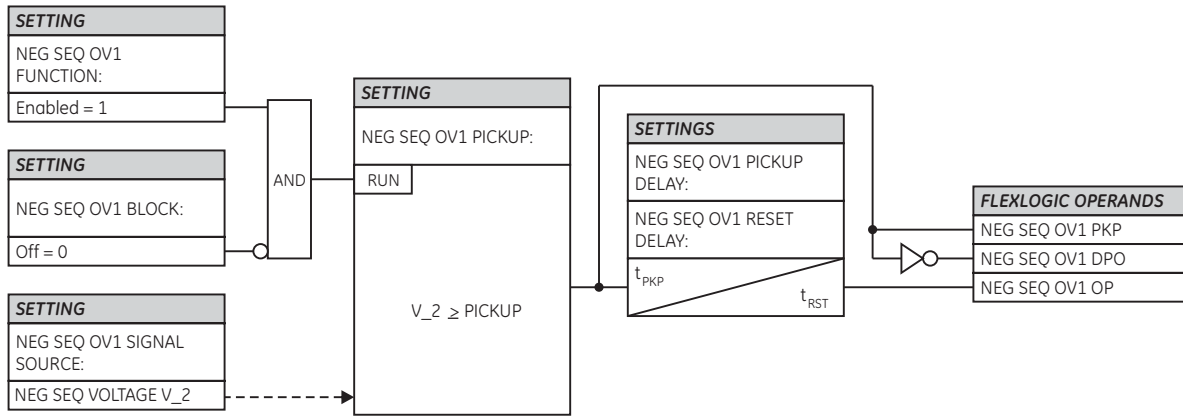 SETTING
NEG SEQ OV1
FUNCTION:
Enabled = 1
SETTING
NEG SEQ OV1 BLOCK:
Off = 0
SETTING
NEG SEQ OV1 SIGNAL
SOURCE:
NEG SEQ VOLTAGE V_2
AND
SETTING
NEG SEQ OV1 PICKUP:
RUN
V_2 ≥ PICKUP
SETTINGS
NEG SEQ OV1 PICKUP
DELAY:
NEG SEQ OV1 RESET
DELAY:
tPKP
tRST
FLEXLOGIC OPERANDS
NEG SEQ OV1 PKP
NEG SEQ OV1 DPO
NEG SEQ OV1 OP